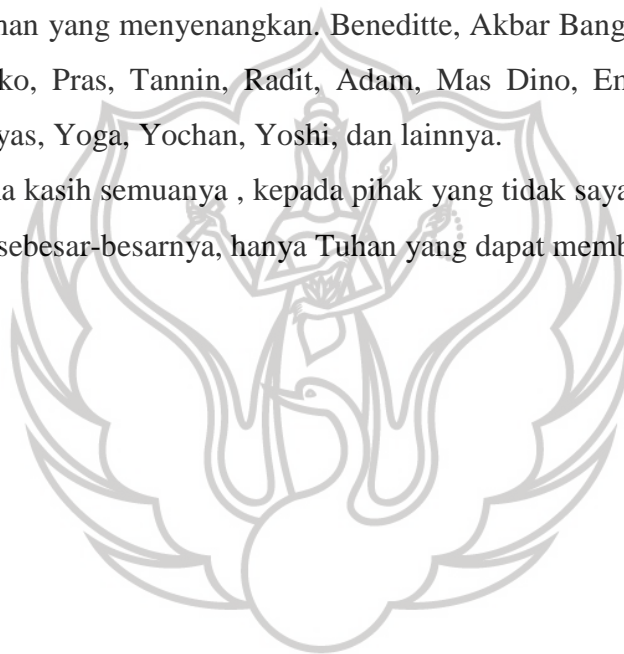 nan yang menyenangkan. Beneditte, Akbar Bang
ko, Pras, Tannin, Radit, Adam, Mas Dino, En
yas, Yoga, Yochan, Yoshi, dan lainnya.
a kasih semuanya , kepada pihak yang tidak saya
sebesar-besarnya, hanya Tuhan yang dapat memb